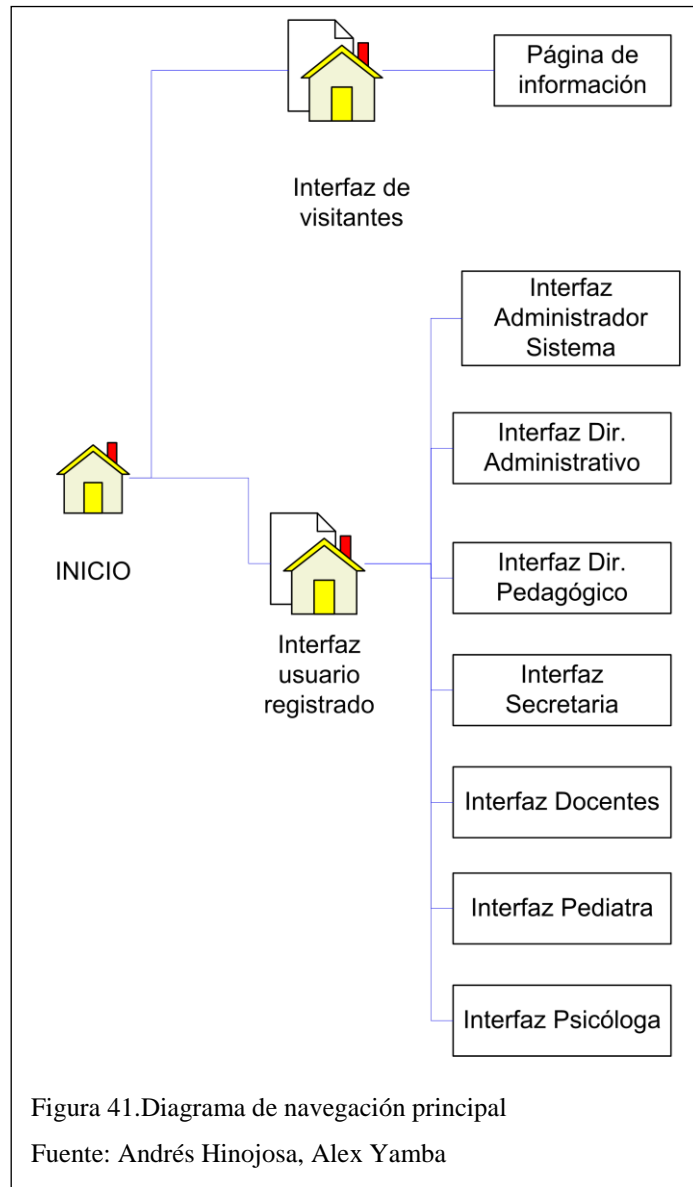 Página de
información
Interfaz de
visitantes
Interfaz
Administrador
Sistema
Interfaz Dir.
Administrativo
INICIO
Interfaz Dir.
Pedagógico
Interfaz
usuario
registrado
Interfaz
Secretaria
Interfaz Docentes
Interfaz Pediatra
Interfaz Psicóloga
Figura 41.Diagrama de navegación principal
Fuente: Andrés Hinojosa, Alex Yamba